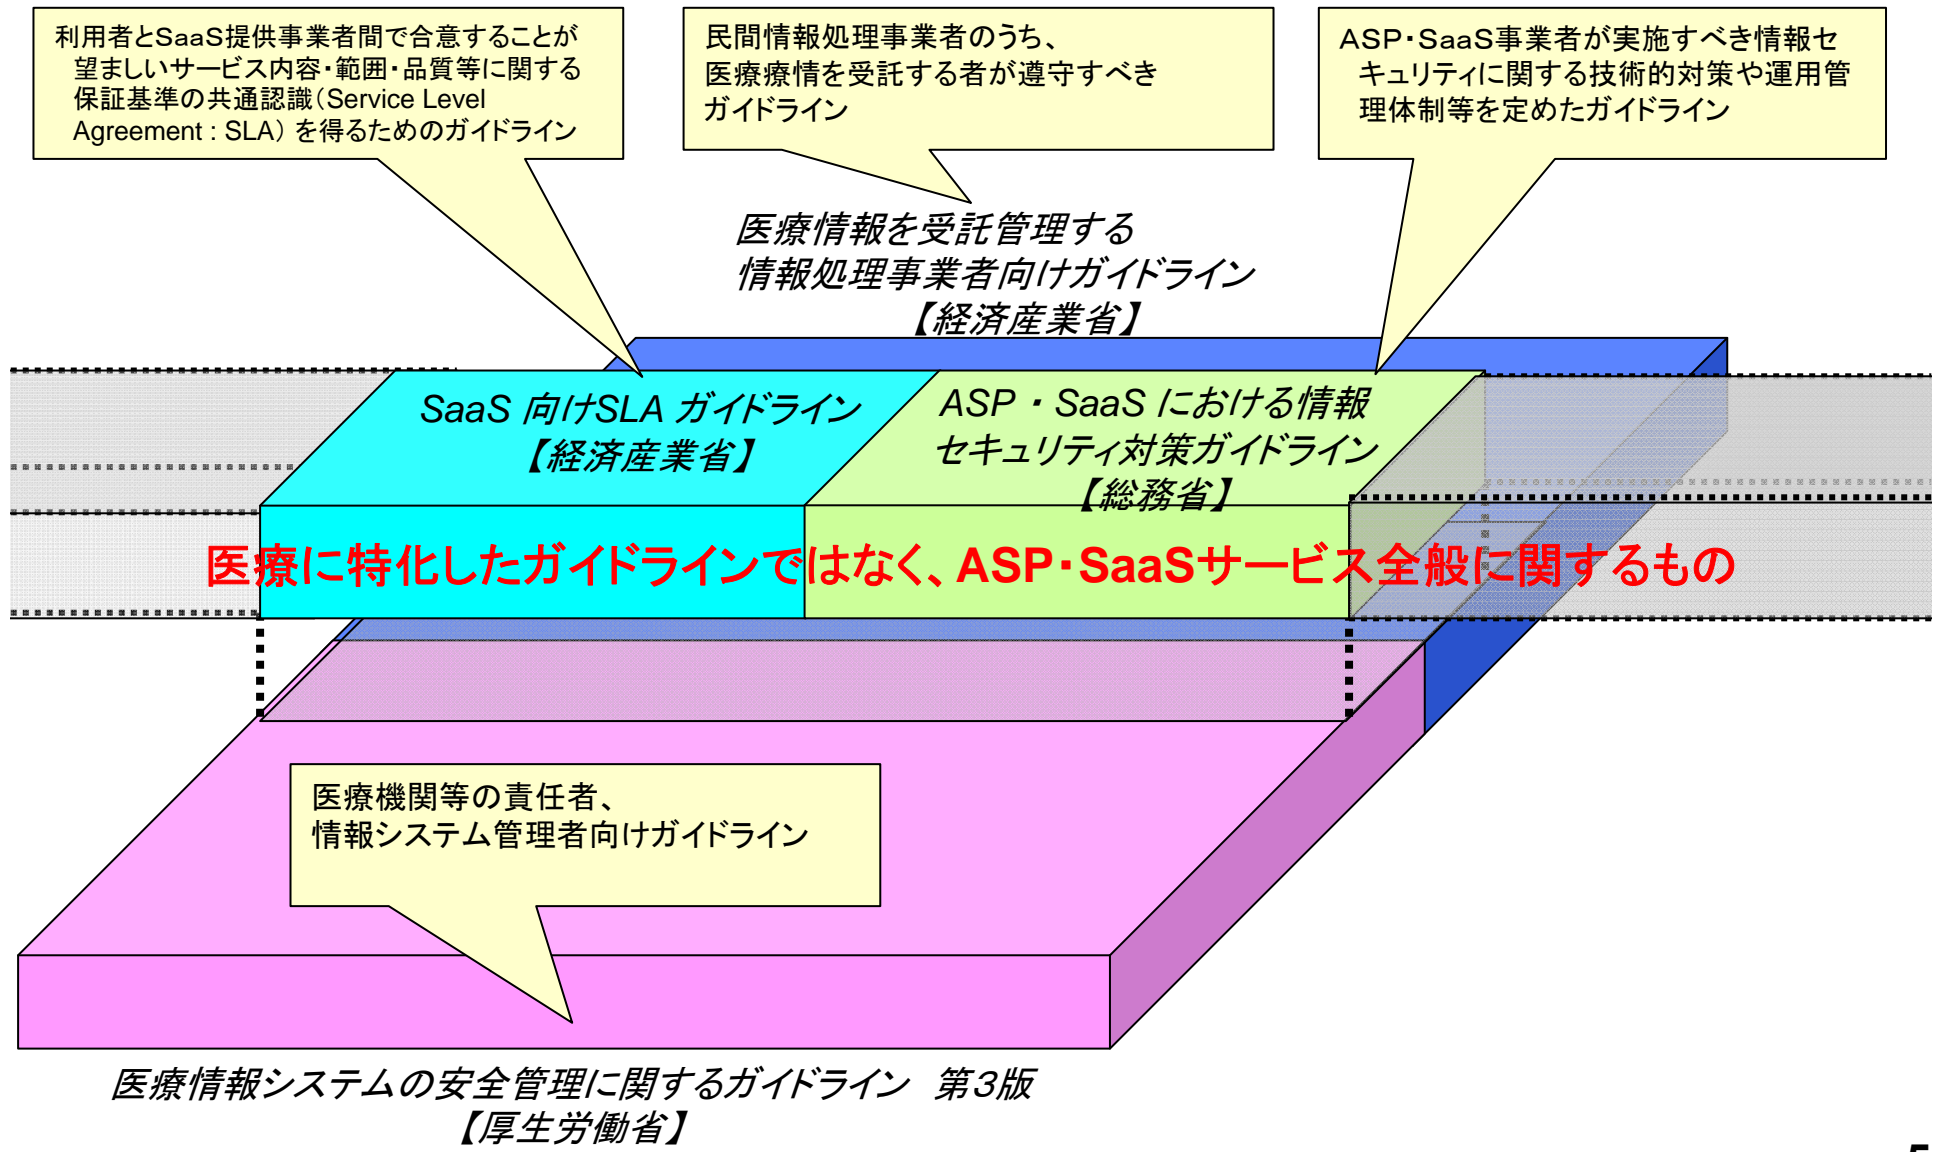 利用者とSaaS提供事業者間で合意することが
望ましいサービス内容・範囲・品質等に関する
保証基準の共通認識(Service Level
Agreement : SLA) を得るためのガイドライン
民間情報処理事業者のうち、
医療療情を受託する者が遵守すべき
ガイドライン
ASP・SaaS事業者が実施すべき情報セ
キュリティに関する技術的対策や運用管
理体制等を定めたガイドライン
医療情報を受託管理する
情報処理事業者向けガイドライン
【経済産業省】
SaaS 向けSLA ガイドライン
【経済産業省】
ASP ・ SaaS における情報
セキュリティ対策ガイドライン
【総務省】
医療に特化したガイドラインではなく、ASP・SaaSサービス全般に関するもの
医療機関等の責任者、
情報システム管理者向けガイドライン
医療情報システムの安全管理に関するガイドライン 第3版
【厚生労働省】